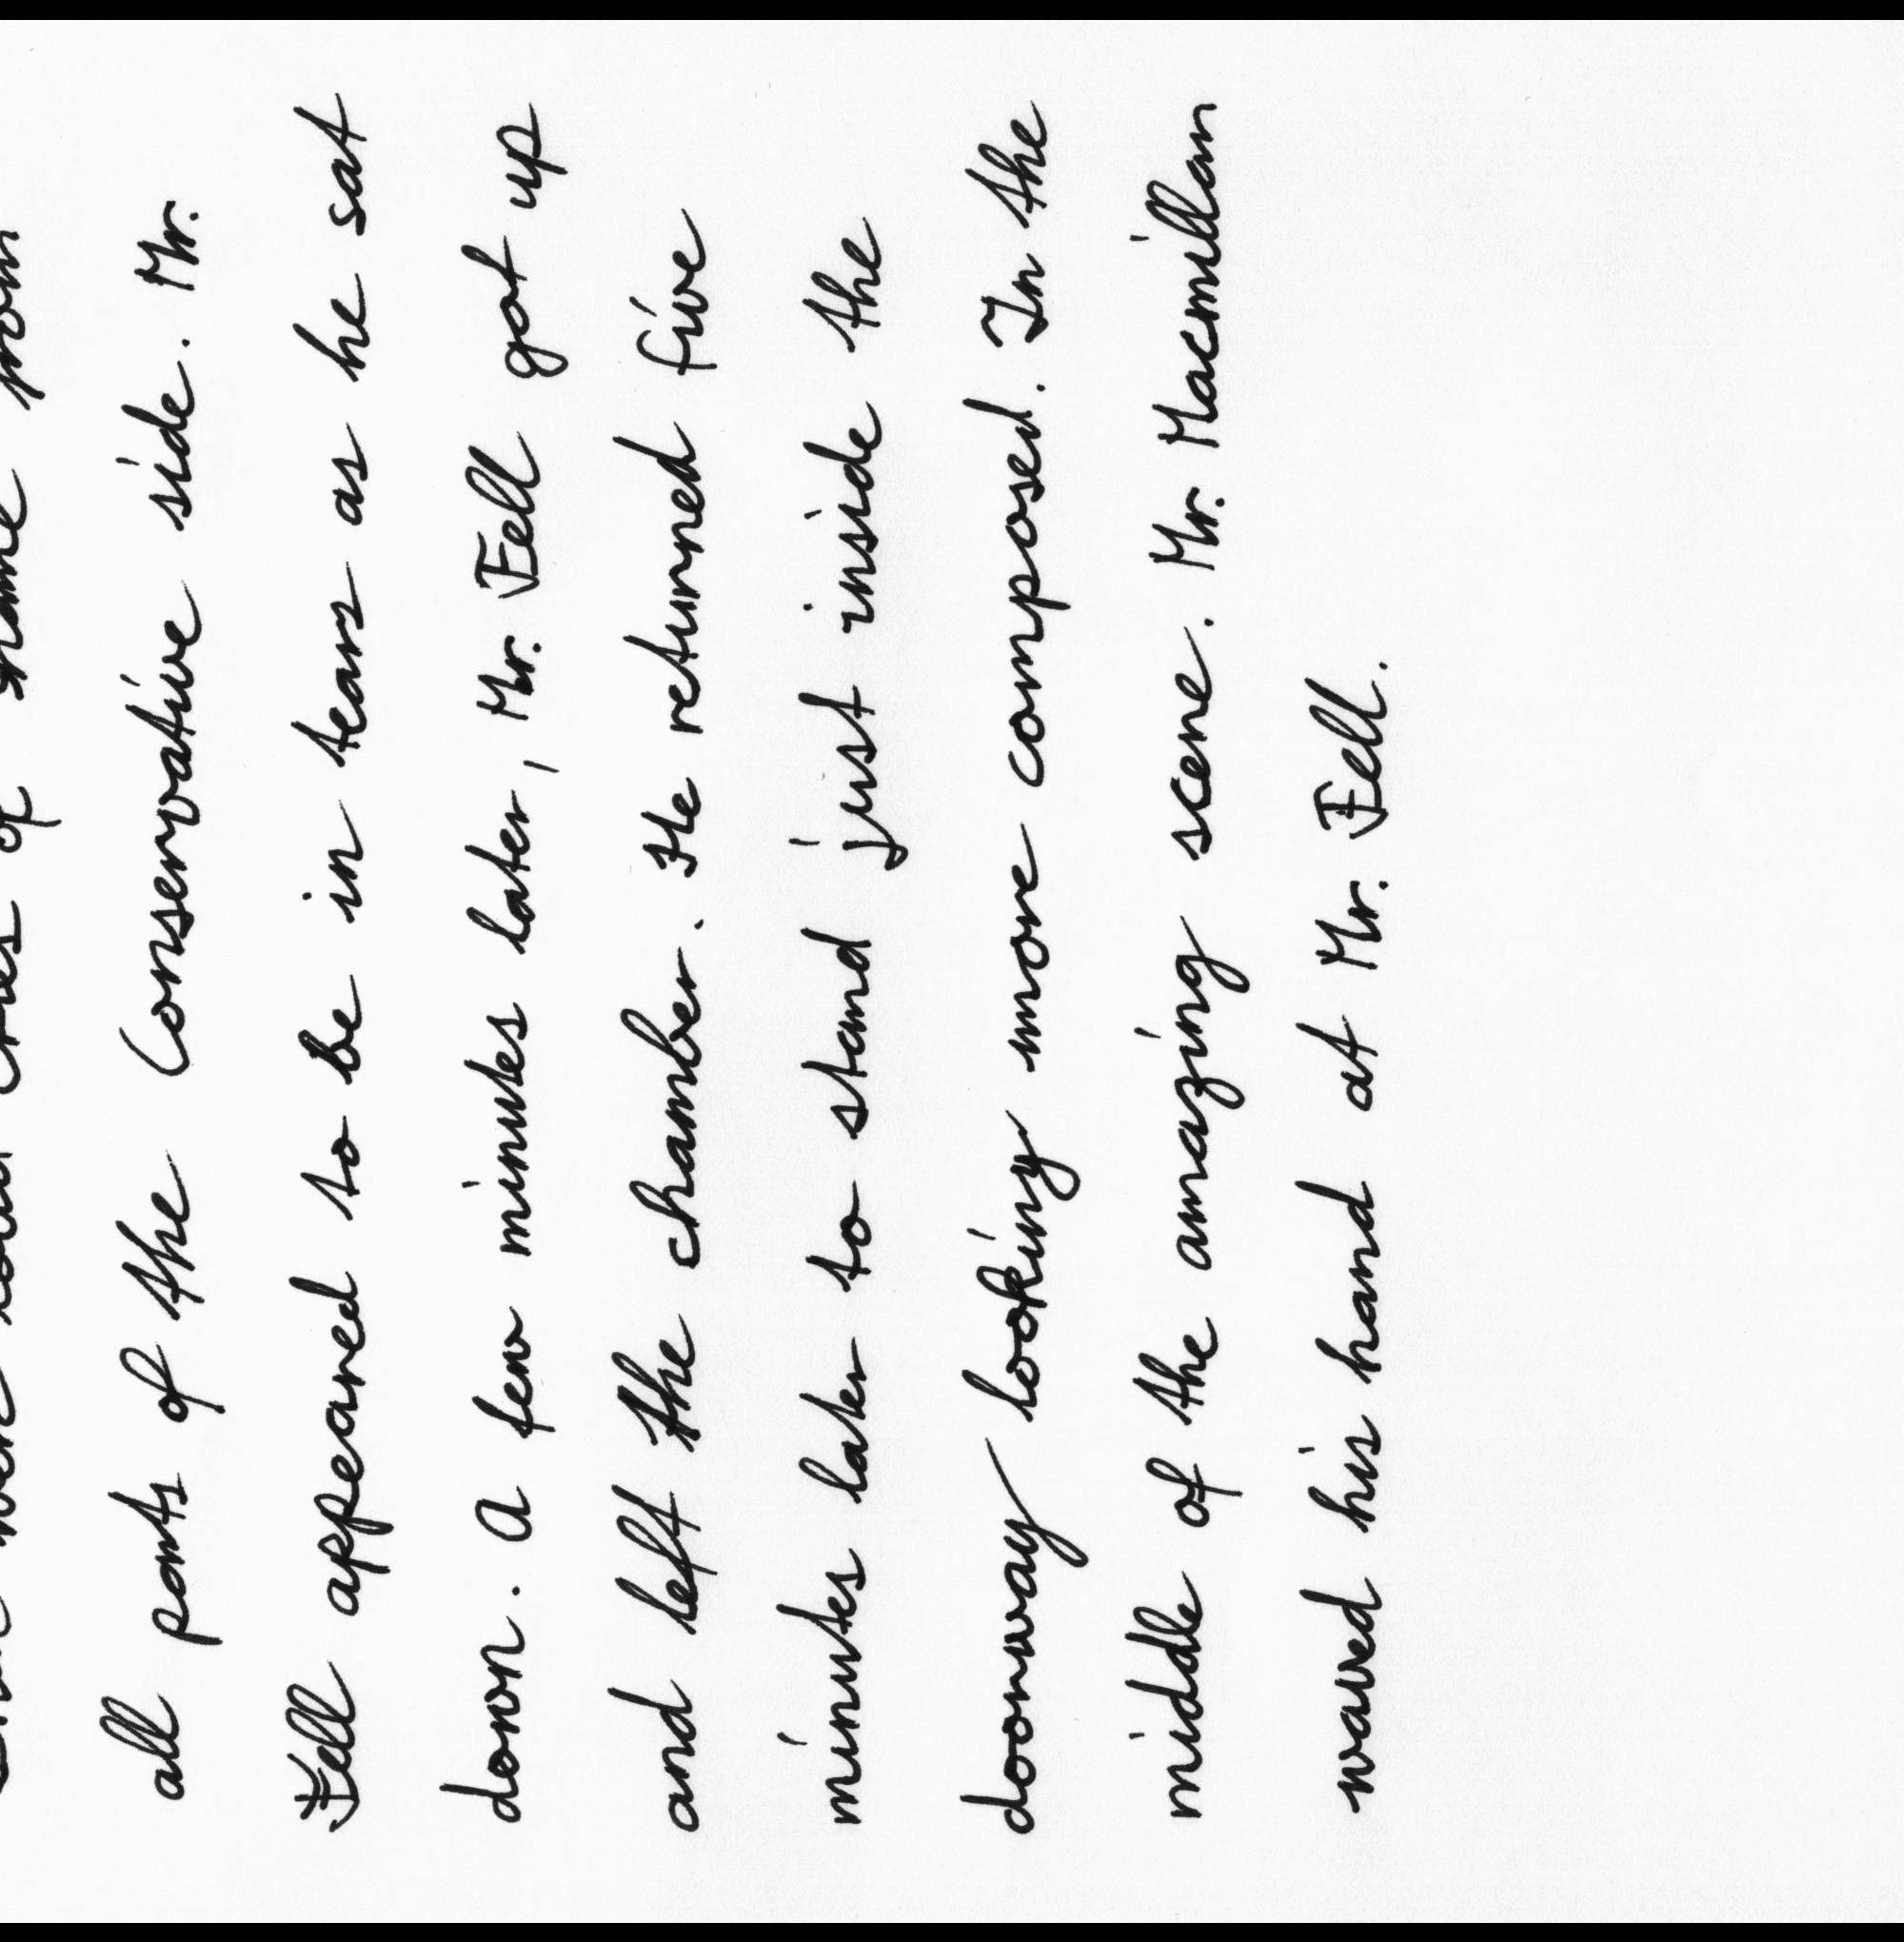 loud cries of shame from
all parts of the Conservative side. Mr.
Fell appeared to be in tears as he sat
down. A few minutes later, Mr. Fell got up
and left the chamber. He returned five
minutes later to stand just inside the
doorway looking more composed. In the
middle of the amazing scene. Mr. Macmillan
waved his hand at Mr. Fell.